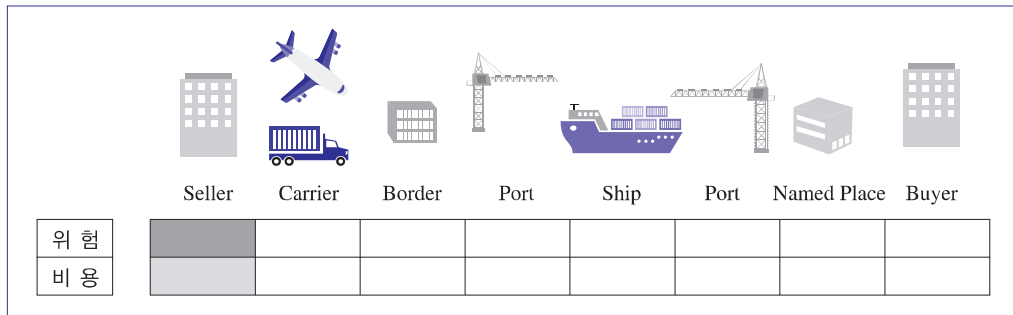 Seller Carrier Border Port Ship Port Named Place Buyer
위 험
비 용